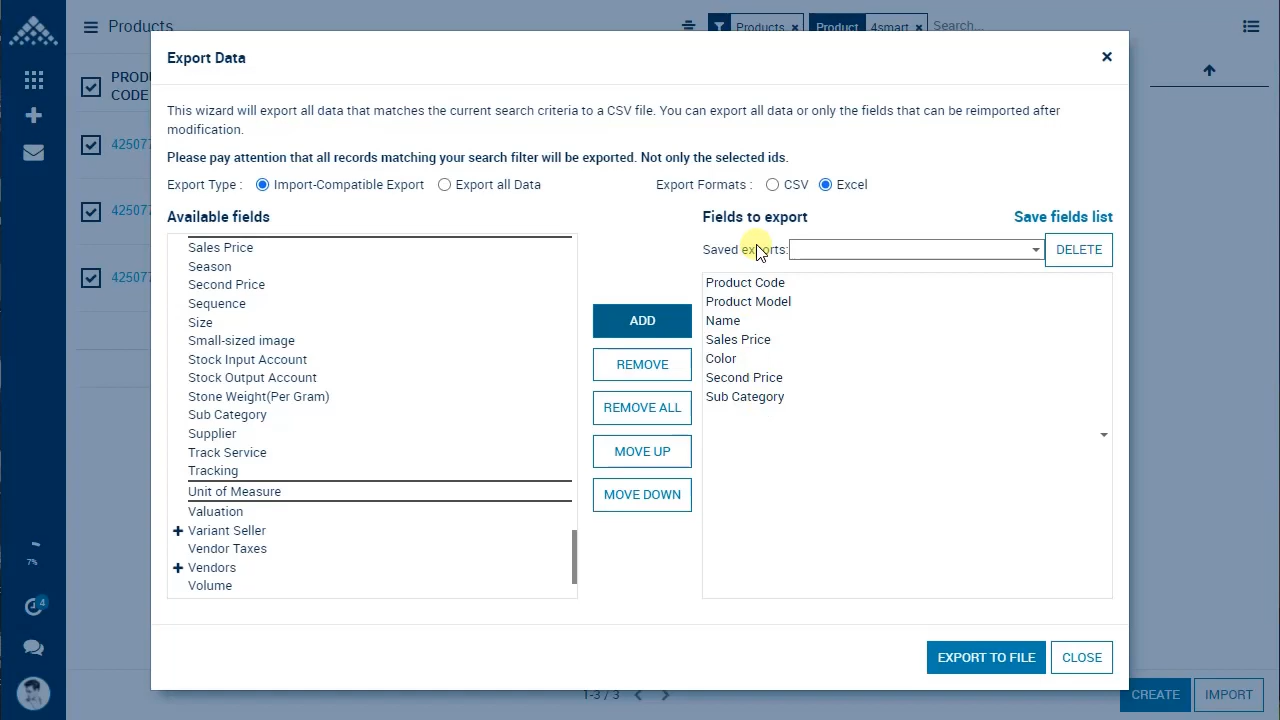 Products
Products ×
Product 4smart ×
Search...
PRODU
CODE
42507
42507
42507
Export Data
×
This wizard will export all data that matches the current search criteria to a CSV file. You can export all data or only the fields that can be reimported after
modification.
Please pay attention that all records matching your search filter will be exported. Not only the selected ids.
Export Type : Import-Compatible Export Export all Data
Export Formats : CSV Excel
Available fields
Sales Price
Season
Second Price
Sequence
Size
Small-sized image
Stock Input Account
Stock Output Account
Stone Weight(Per Gram)
Sub Category
Supplier
Track Service
Tracking
Unit of Measure
Valuation
Variant Seller
Vendor Taxes
Vendors
Volume
ADD
REMOVE
REMOVE ALL
MOVE UP
MOVE DOWN
Fields to export
Save fields list
Saved exports:
DELETE
Product Code
Product Model
Name
Sales Price
Color
Second Price
Sub Category
EXPORT TO FILE
CLOSE
7%
4
1-3 / 3
CREATE
IMPORT